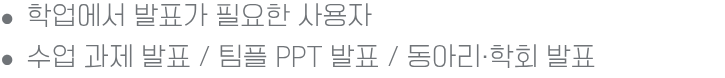 ● 학업에서 발표가 필요한 사용자
● 수업 과제 발표 / 팀플 PPT 발표 / 동아리·학회 발표